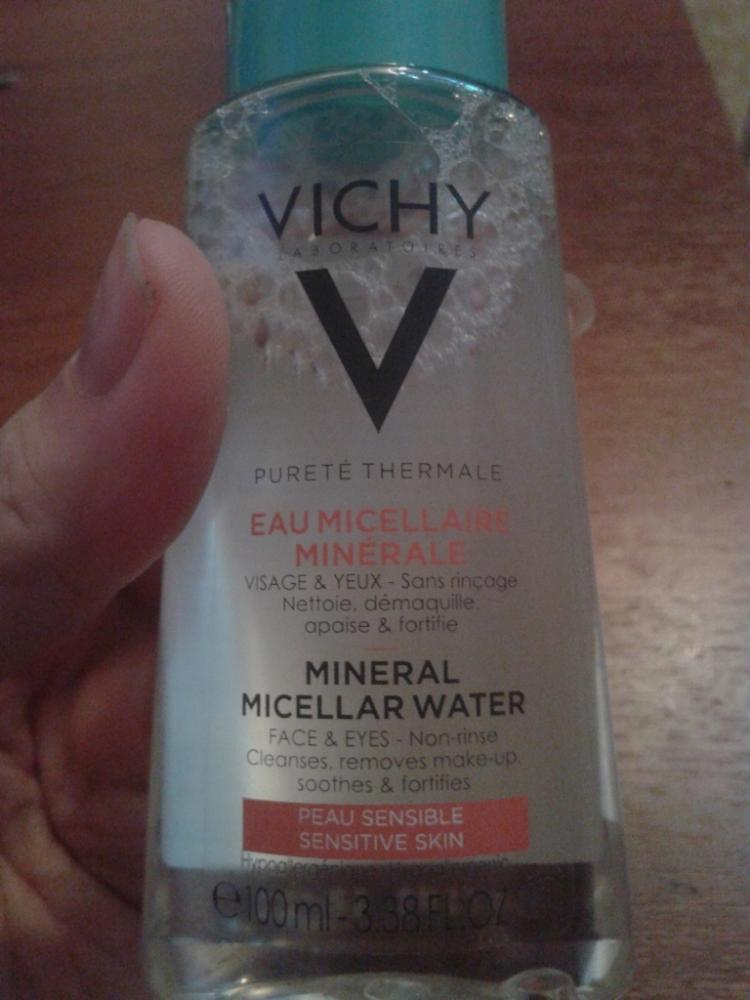 VICHY
LABORATOIRES
V
PURETÉ THERMALE
EAU MICELLAIRE
MINÉRALE
VISAGE & YEUX - Sans rinçage
Nettoie, démaquille,
apaise & fortifie
MINERAL
MICELLAR WATER
FACE & EYES - Non-rinse
Cleanses, removes make-up,
soothes & fortifies
PEAU SENSIBLE
SENSITIVE SKIN
℮100 ml - 3.38 FL.OZ